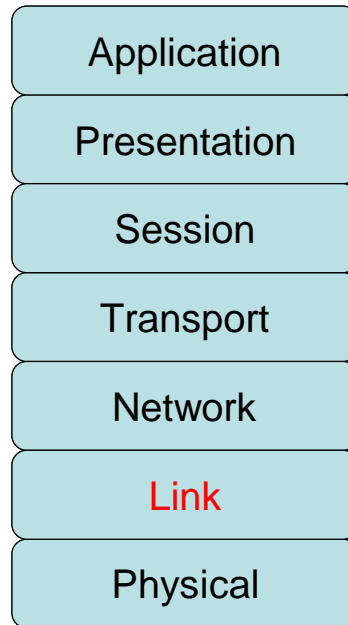 Application
Presentation
Session
Transport
Network
Link
Physical